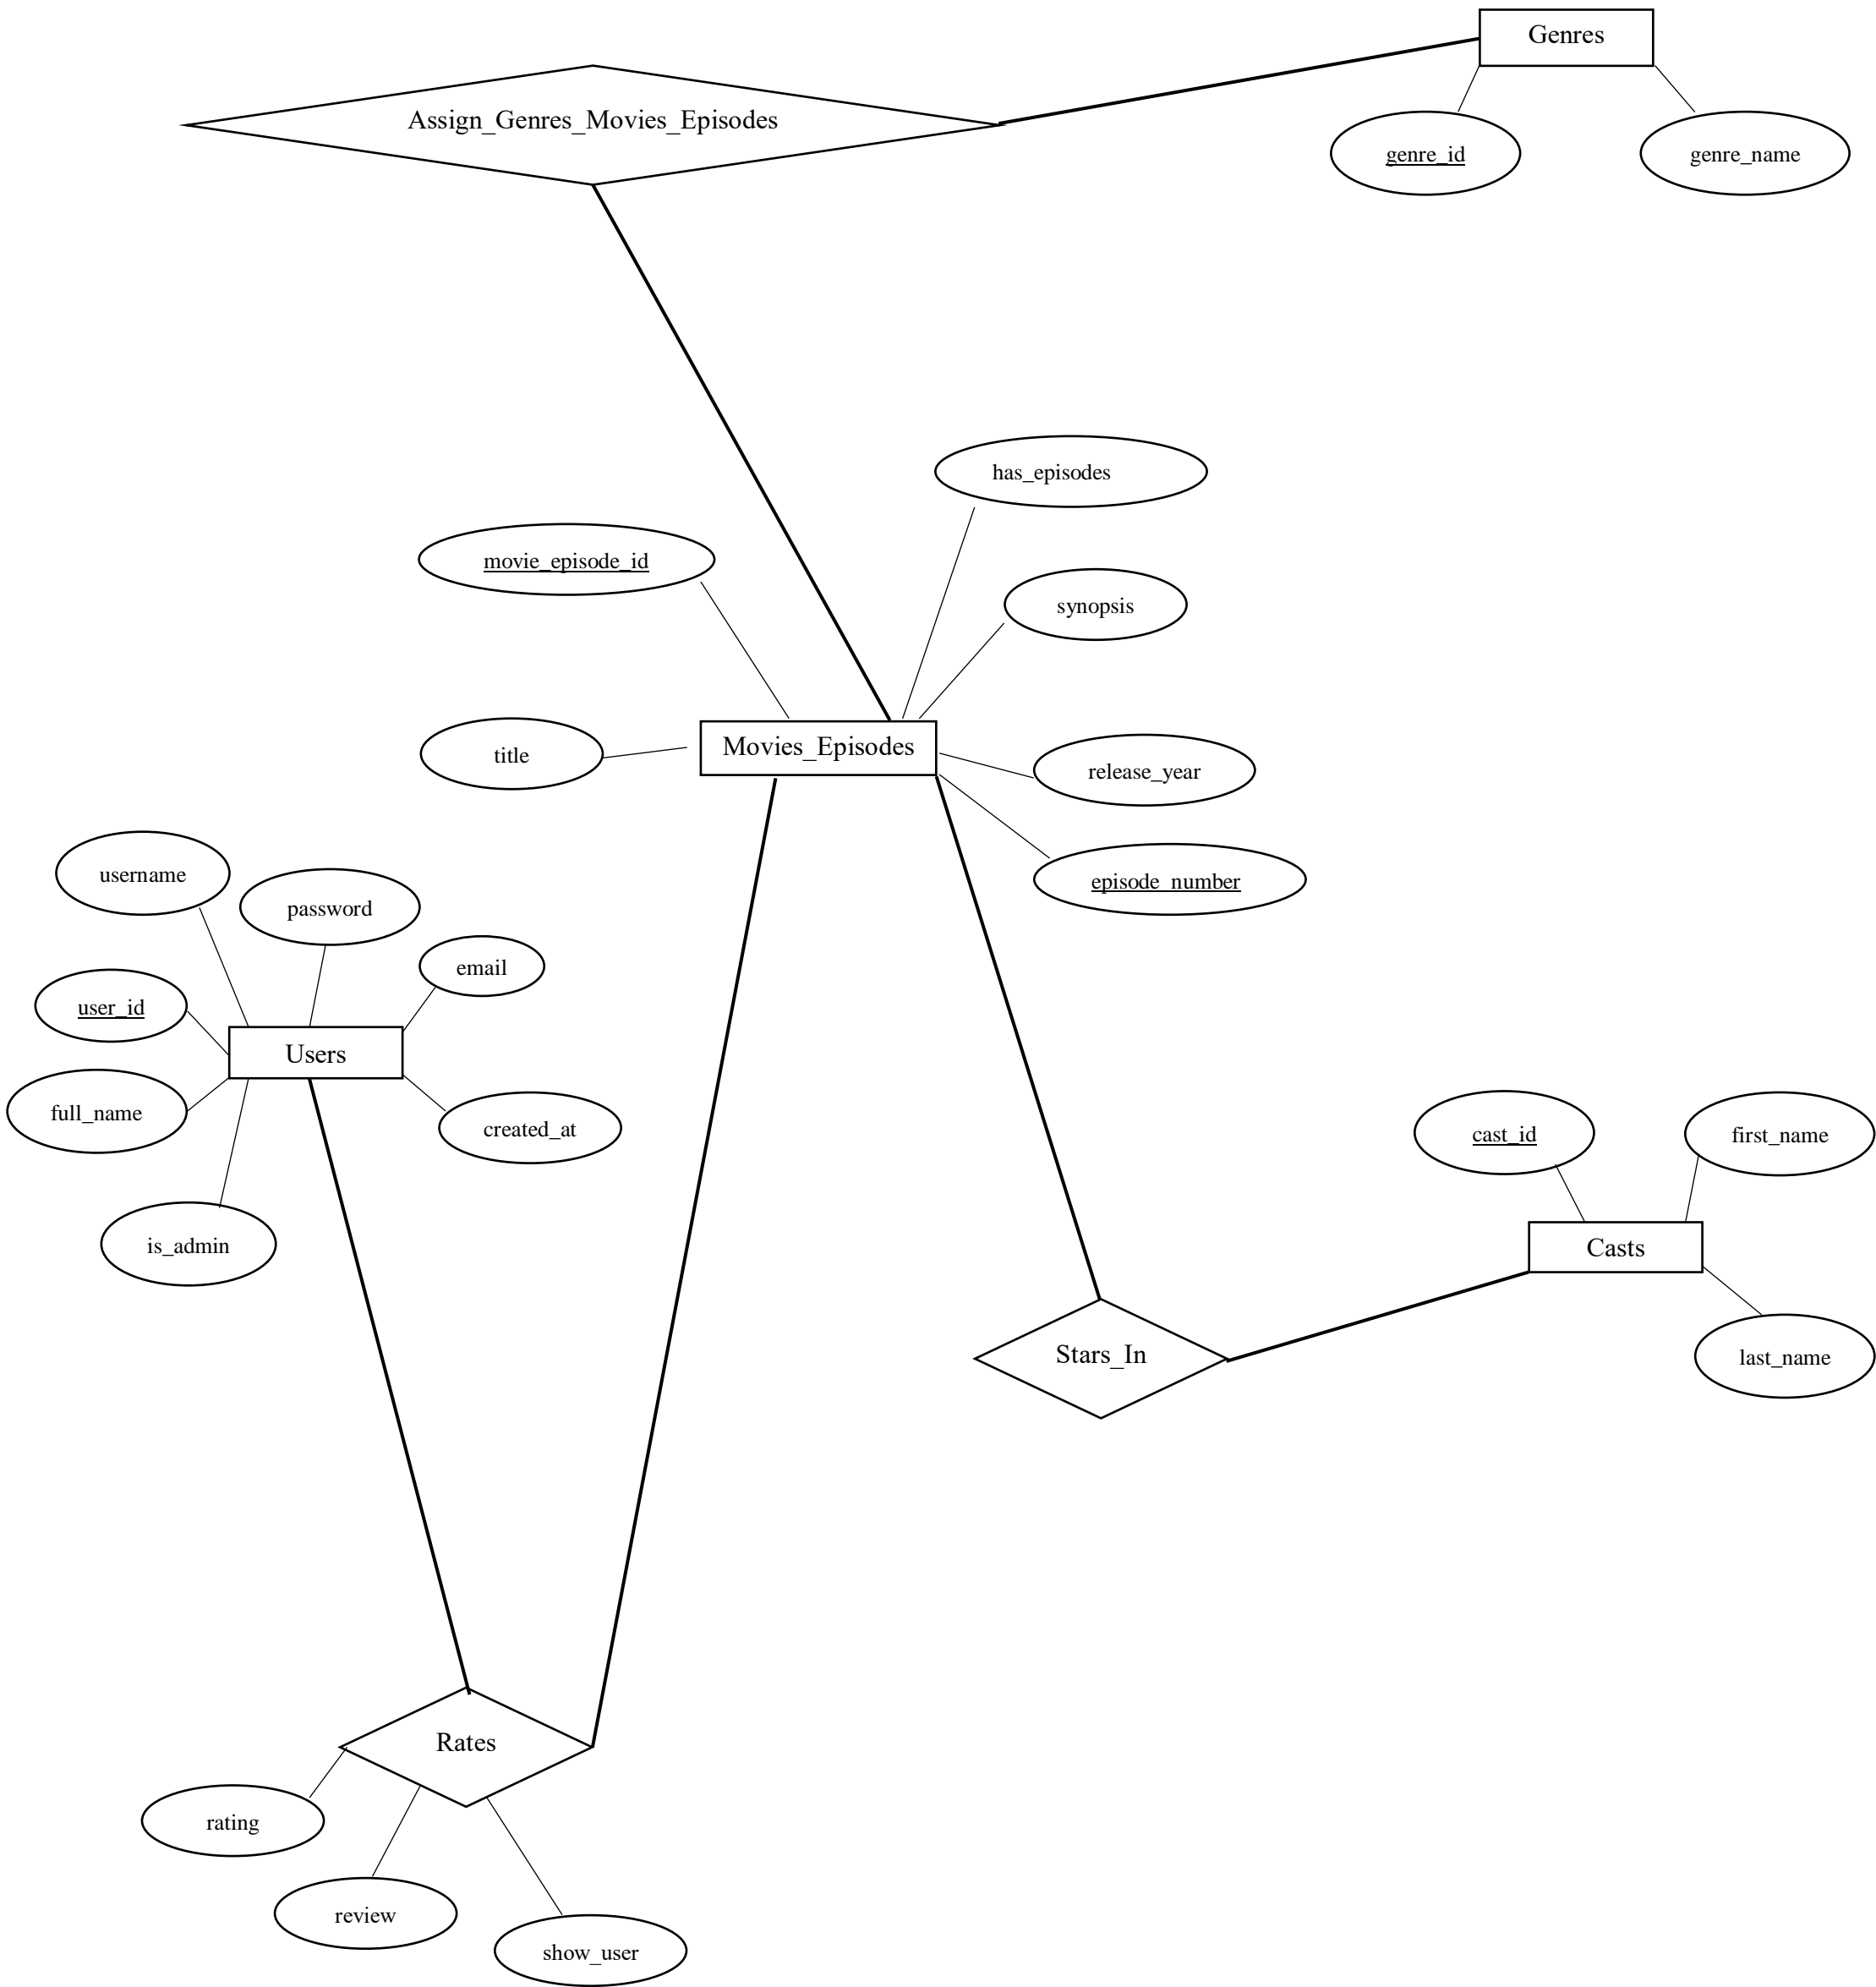 Genres
Assign_Genres_Movies_Episodes
genre_id
genre_name
has_episodes
movie_episode_id
synopsis
title
Movies_Episodes
release_year
episode_number
username
password
email
user_id
Users
full_name
created_at
is_admin
cast_id
first_name
Casts
Stars_In
last_name
Rates
rating
review
show_user